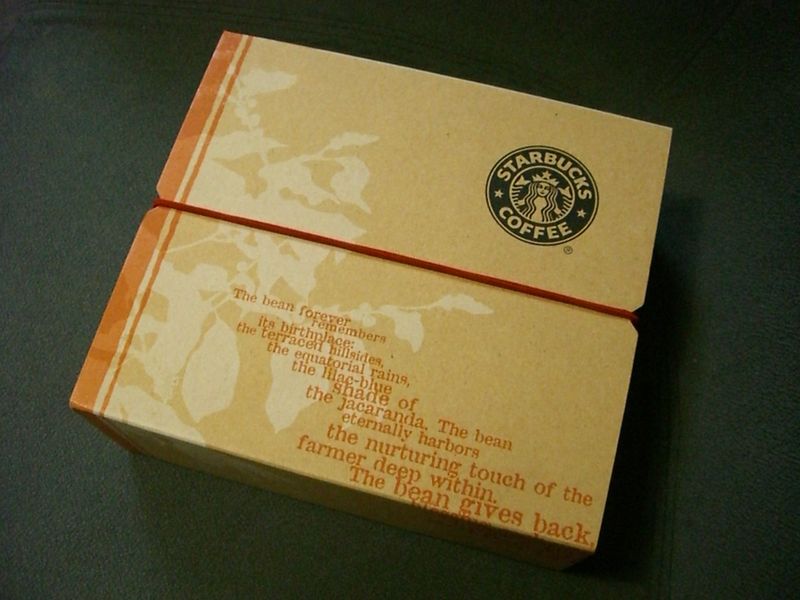 STARBUCKS
COFFEE
®
The bean forever
remembers
its birthplace:
the terraced hillsides,
the equatorial rains,
the lilac-blue
shade of
the jacaranda. The bean
eternally harbors
the nurturing touch of the
farmer deep within.
The bean gives back,